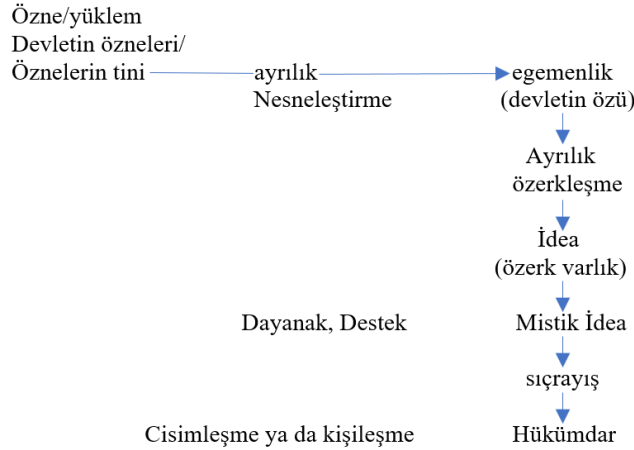 Özne/yüklem
Devletin özneleri/
Öznelerin tini ayrılık egemenlik
Nesneleştirme (devletin özü)
Ayrılık
özerkleşme
İdea
(özerk varlık)
Dayanak, Destek Mistik İdea
sıçrayış
Cisimleşme ya da kişileşme Hükümdar